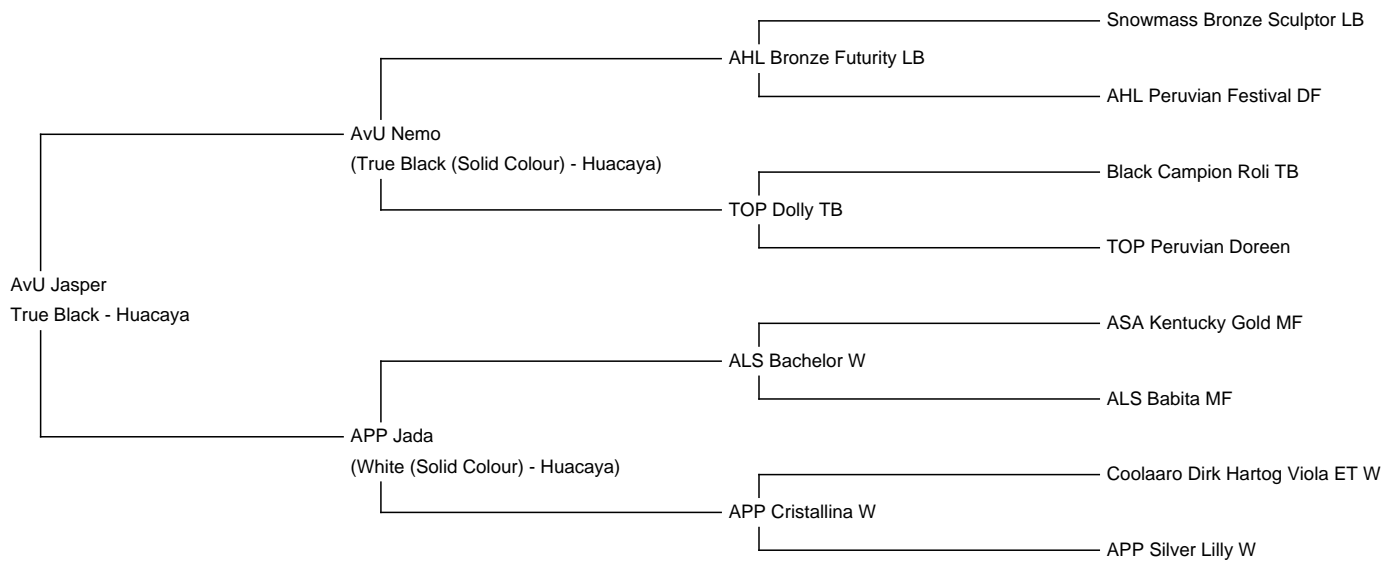 Snowmass Bronze Sculptor LB
AHL Bronze Futurity LB
AHL Peruvian Festival DF
AvU Nemo
(True Black (Solid Colour) - Huacaya)
Black Campion Roli TB
TOP Dolly TB
TOP Peruvian Doreen
AvU Jasper
True Black - Huacaya
ASA Kentucky Gold MF
ALS Bachelor W
ALS Babita MF
APP Jada
(White (Solid Colour) - Huacaya)
Coolaaro Dirk Hartog Viola ET W
APP Cristallina W
APP Silver Lilly W